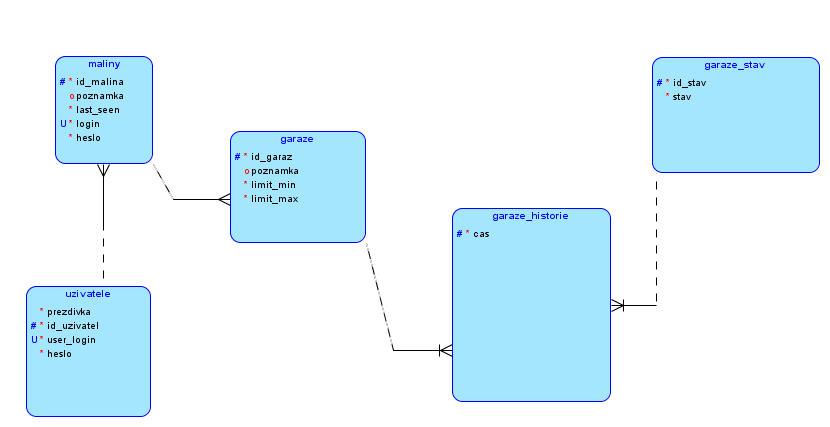 maliny
# * id_malina
o poznamka
* last_seen
U * login
* heslo
garaze
# * id_garaz
o poznamka
* limit_min
* limit_max
garaze_stav
# * id_stav
* stav
garaze_historie
# * cas
uzivatele
* prezdivka
# * id_uzivatel
U * user_login
* heslo